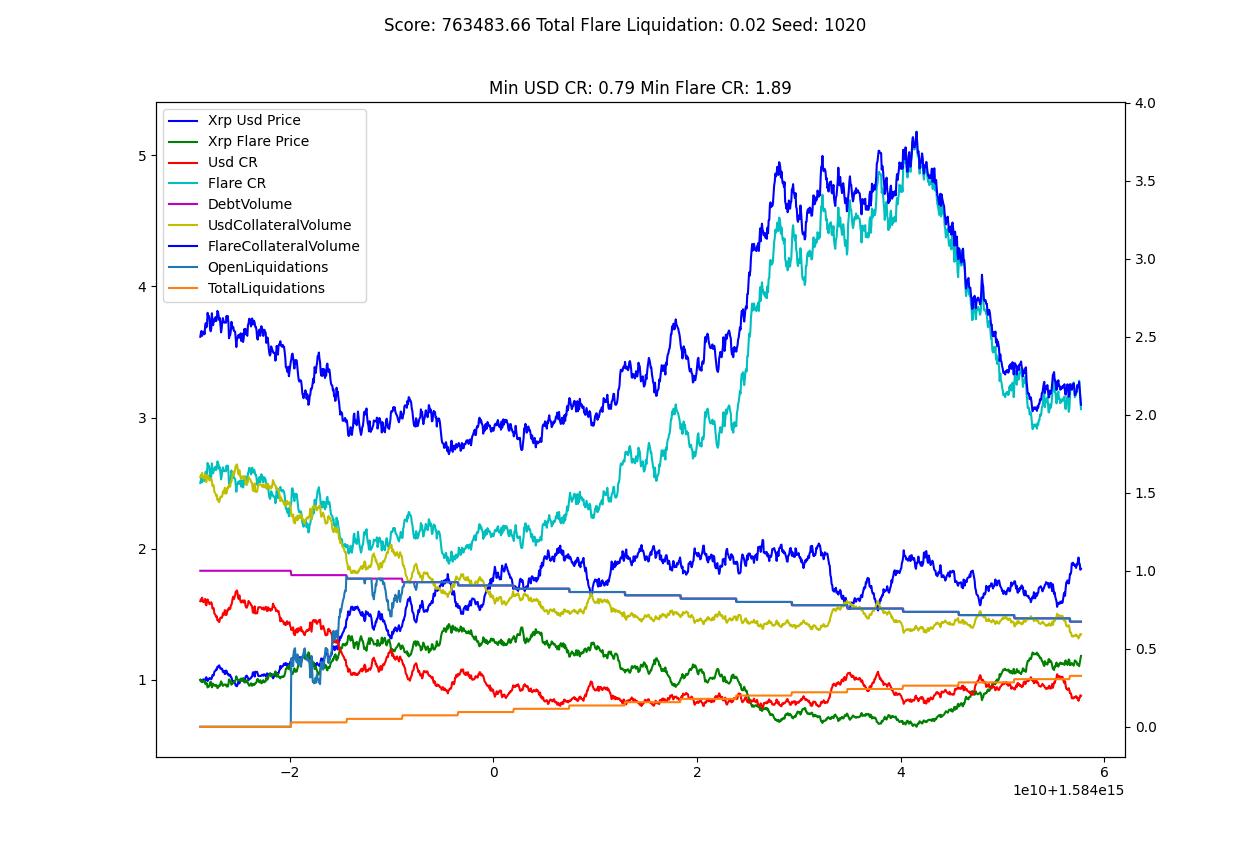 Score: 763483.66 Total Flare Liquidation: 0.02 Seed: 1020
Min USD CR: 0.79 Min Flare CR: 1.89
Xrp Usd Price
Xrp Flare Price
Usd CR
Flare CR
DebtVolume
UsdCollateralVolume
FlareCollateralVolume
OpenLiquidations
TotalLiquidations
5
4
3
2
1
4.0
3.5
3.0
2.5
2.0
1.5
1.0
0.5
0.0
−2 0 2 4 6
1e10+1.584e15